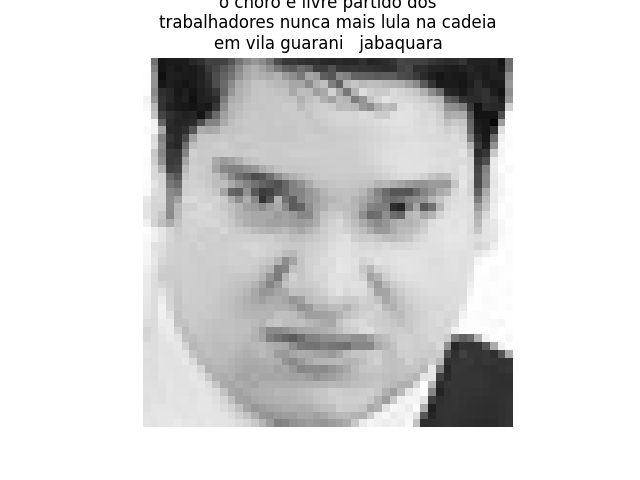 o choro e livre partido dos
trabalhadores nunca mais lula na cadeia
em vila guarani   jabaquara